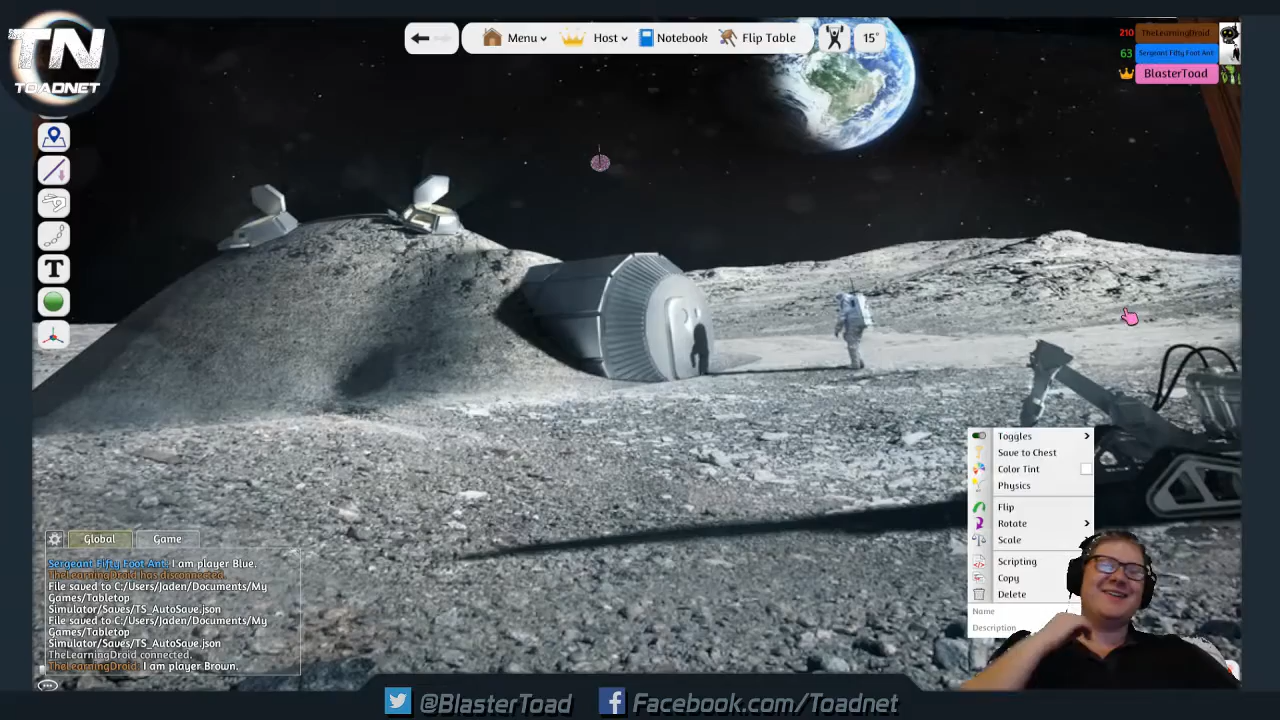 TN
TOADNET
Menu
Host
Notebook
Flip Table
15°
210 TheLearningDroid
63 Sergeant Fifty Foot Ant
BlasterToad
T
Toggles
Save to Chest
Color Tint
Physics
Flip
Rotate
Scale
Scripting
Copy
Delete
Name
Description
Global
Game
Sergeant Fifty Foot Ant: I am player Blue.
TheLearningDroid has disconnected.
File saved to C:/Users/Jaden/Documents/My
Games/Tabletop
Simulator/Saves/TS_AutoSave.json
File saved to C:/Users/Jaden/Documents/My
Games/Tabletop
Simulator/Saves/TS_AutoSave.json
TheLearningDroid connected.
TheLearningDroid: I am player Brown.
@BlasterToad
Facebook.com/Toadnet